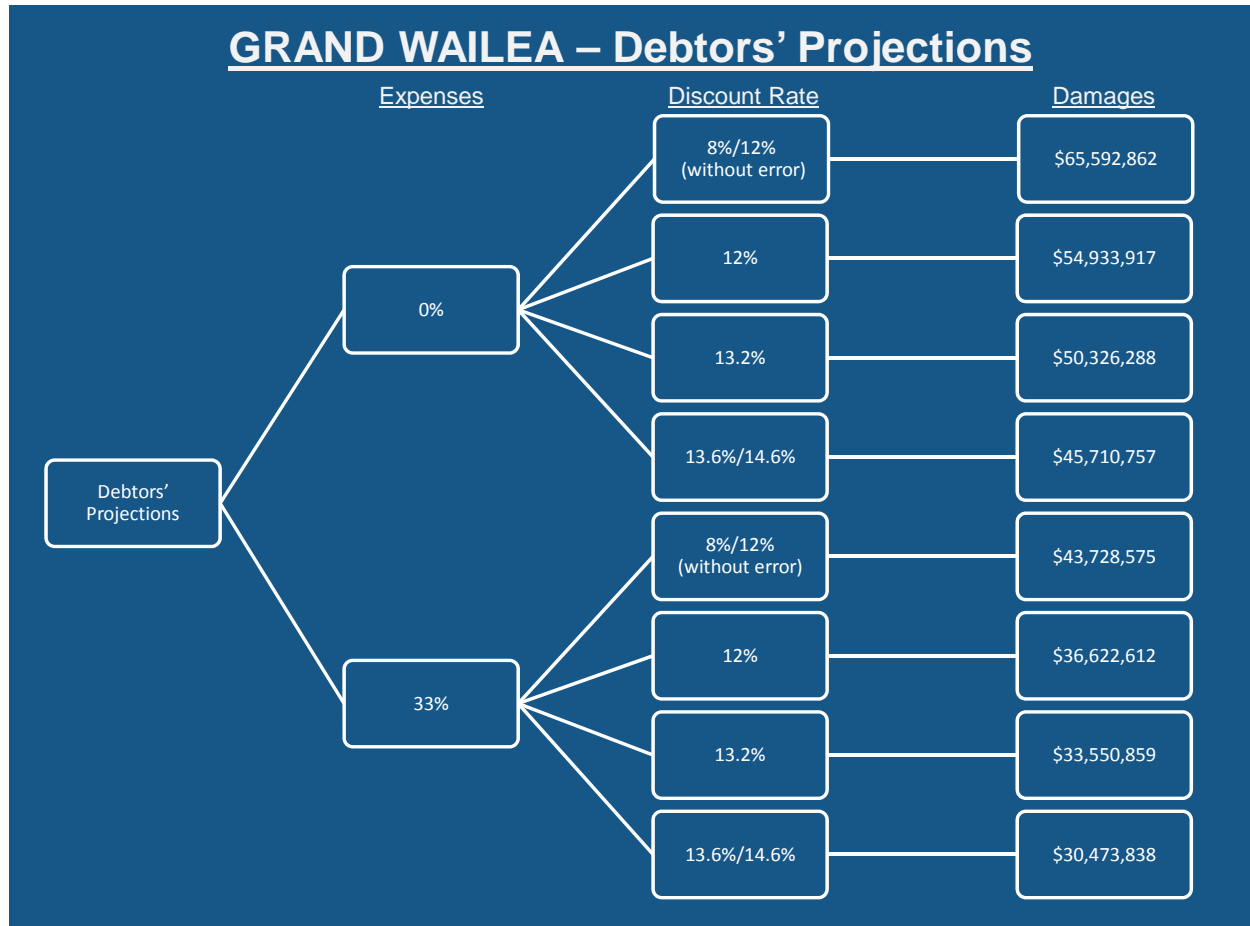 GRAND WAILEA – Debtors’ Projections
Expenses
Discount Rate
Damages
8%/12%
(without error)
$65,592,862
12%
$54,933,917
0%
13.2%
$50,326,288
13.6%/14.6%
$45,710,757
Debtors’
Projections
8%/12%
(without error)
$43,728,575
12%
$36,622,612
33%
13.2%
$33,550,859
13.6%/14.6%
$30,473,838